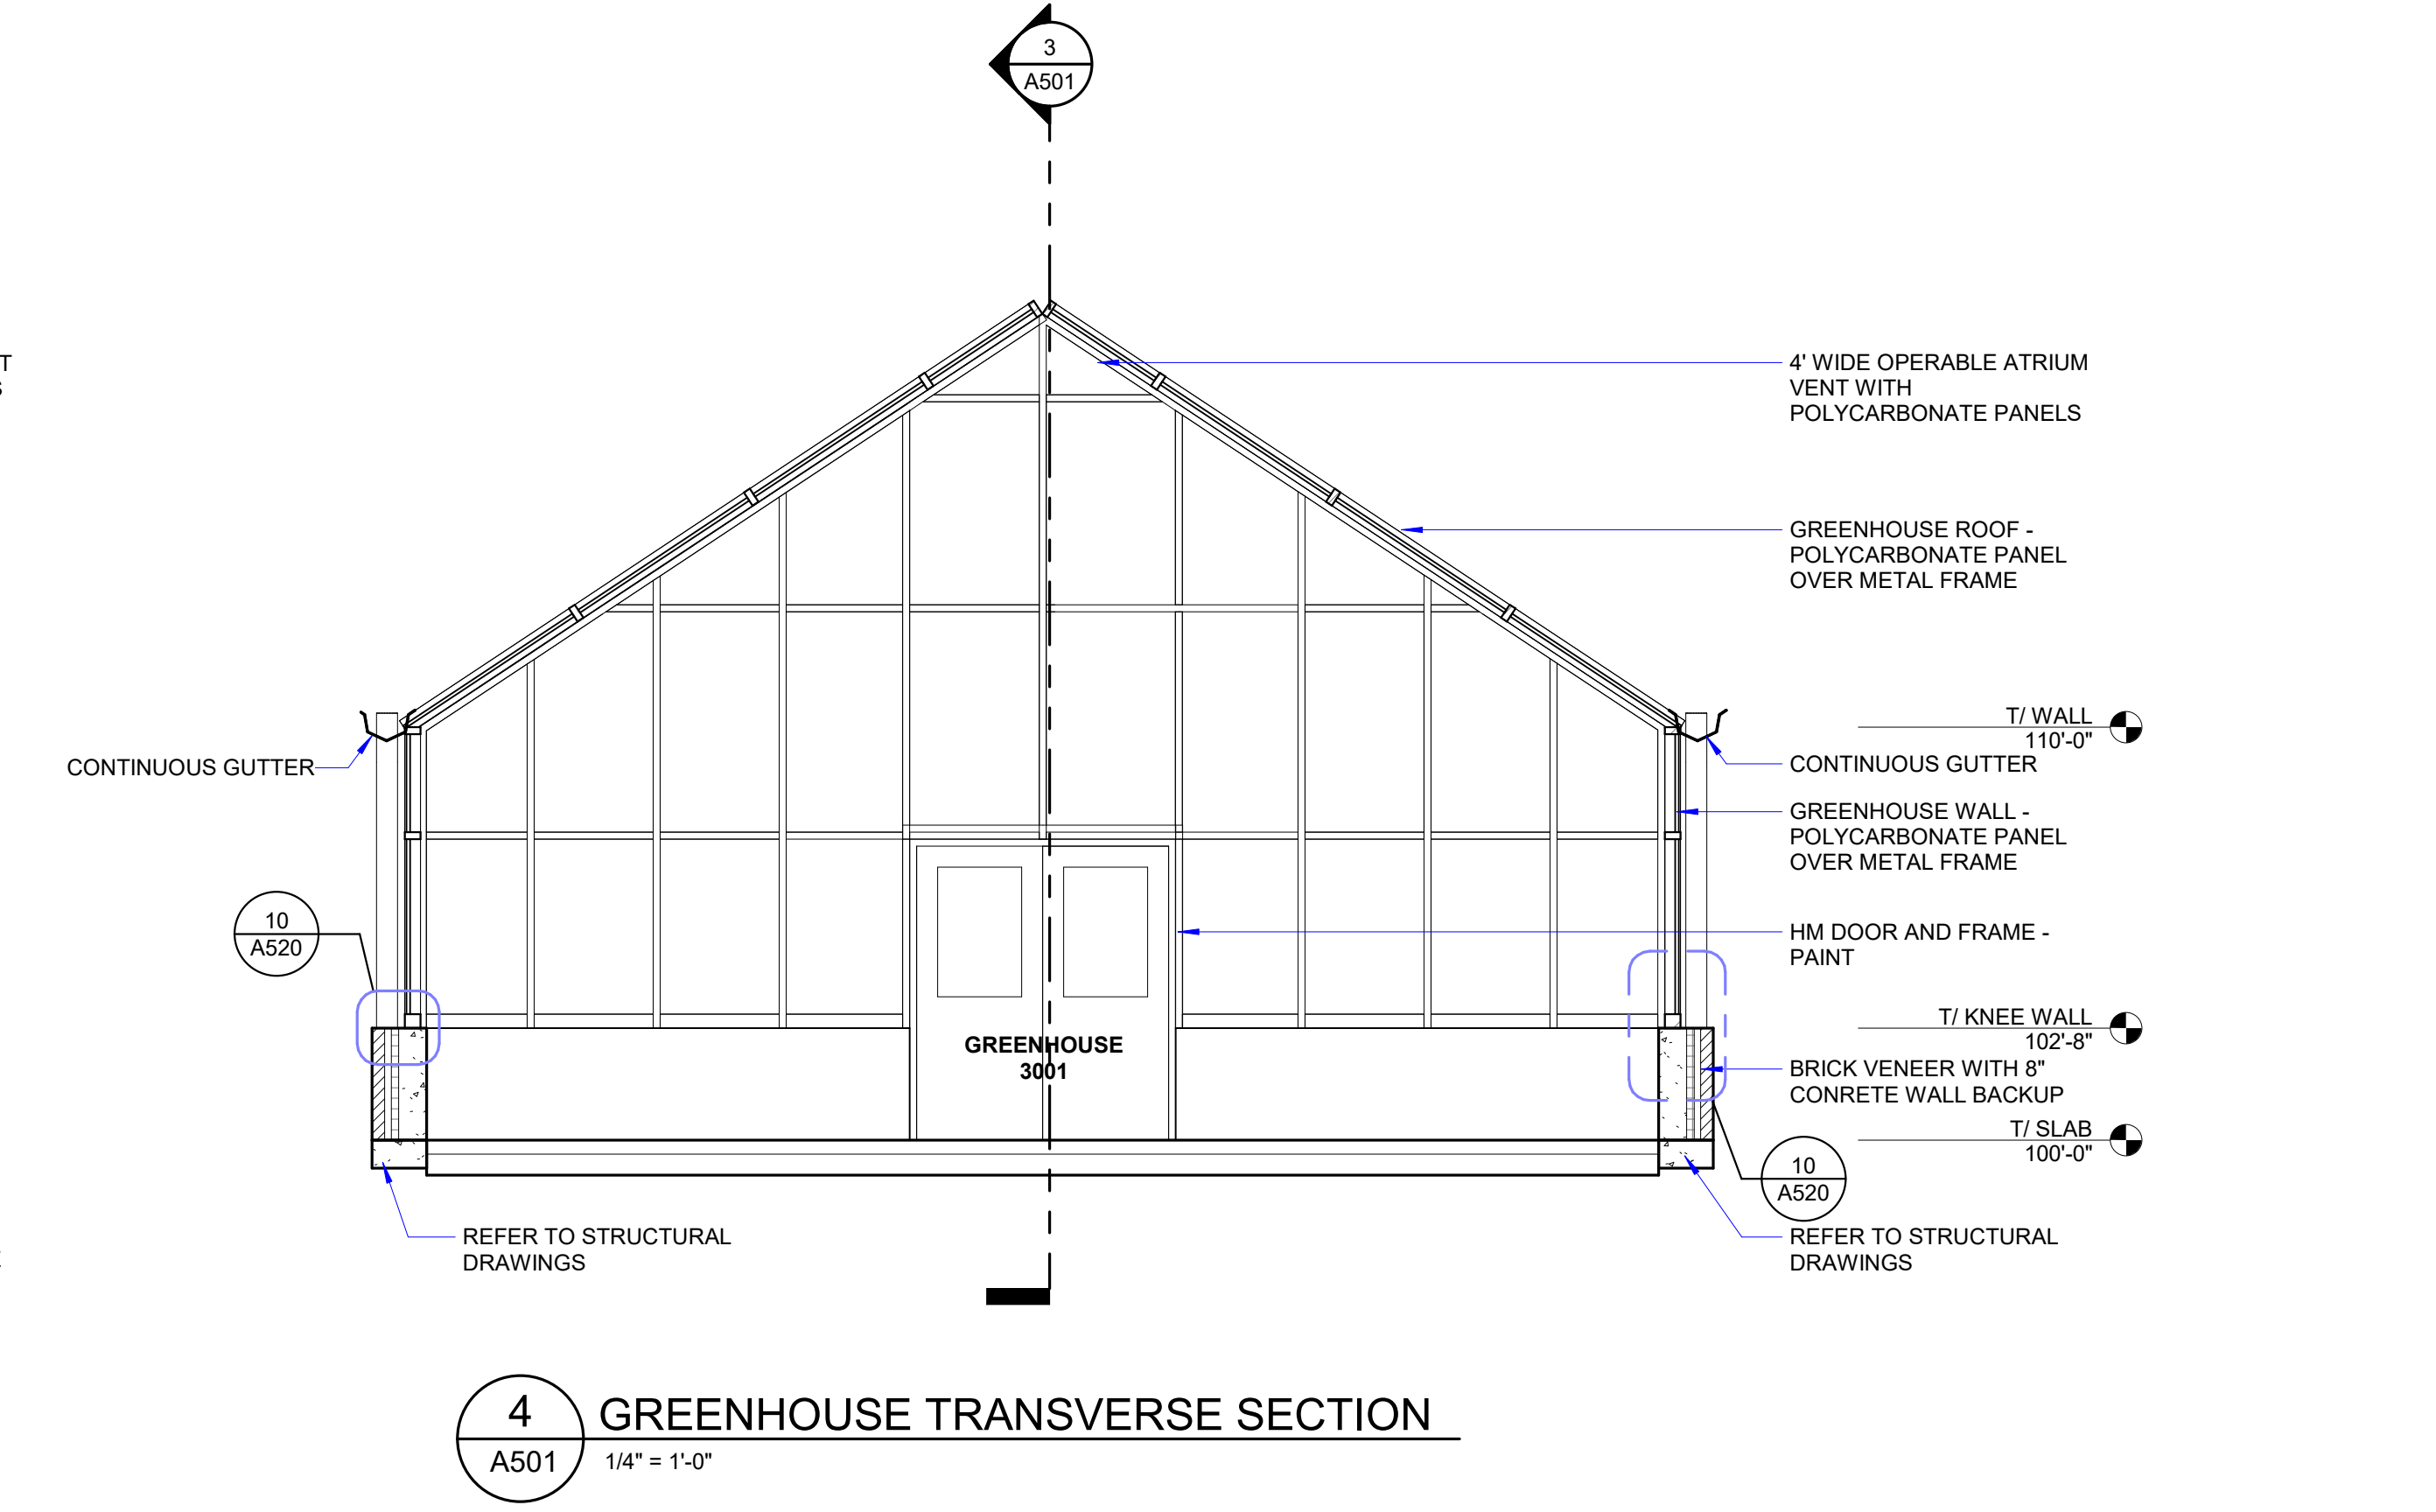 3
A501
T
S
4' WIDE OPERABLE ATRIUM
VENT WITH
POLYCARBONATE PANELS
GREENHOUSE ROOF -
POLYCARBONATE PANEL
OVER METAL FRAME
T/ WALL
110'-0"
CONTINUOUS GUTTER
CONTINUOUS GUTTER
GREENHOUSE WALL -
POLYCARBONATE PANEL
OVER METAL FRAME
10
A520
HM DOOR AND FRAME -
PAINT
T/ KNEE WALL
102'-8"
GREENHOUSE
3001
BRICK VENEER WITH 8"
CONRETE WALL BACKUP
T/ SLAB
100'-0"
10
A520
REFER TO STRUCTURAL
DRAWINGS
REFER TO STRUCTURAL
DRAWINGS
4
A501
GREENHOUSE TRANSVERSE SECTION
1/4" = 1'-0"